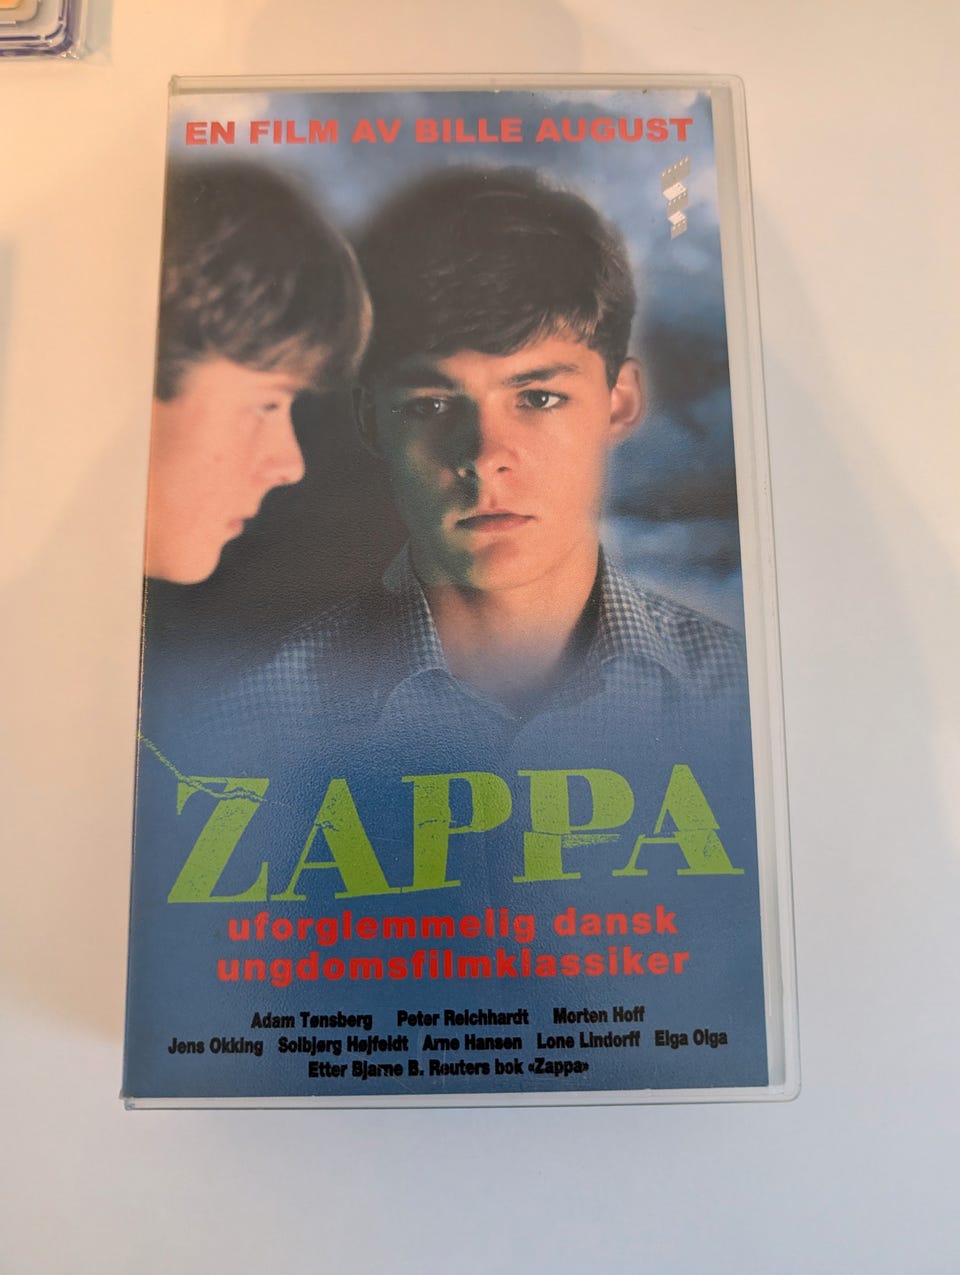 EN FILM AV BILLE AUGUST
ZAPPA
uforglemmelig dansk
ungdomsfilmklassiker
Adam Tønsberg Peter Reichhardt Morten Hoff
Jens Okking Solbjørg Højfeldt Arne Hansen Lone Lindorff Elga Olga
Etter Bjarne B. Reuters bok «Zappa»